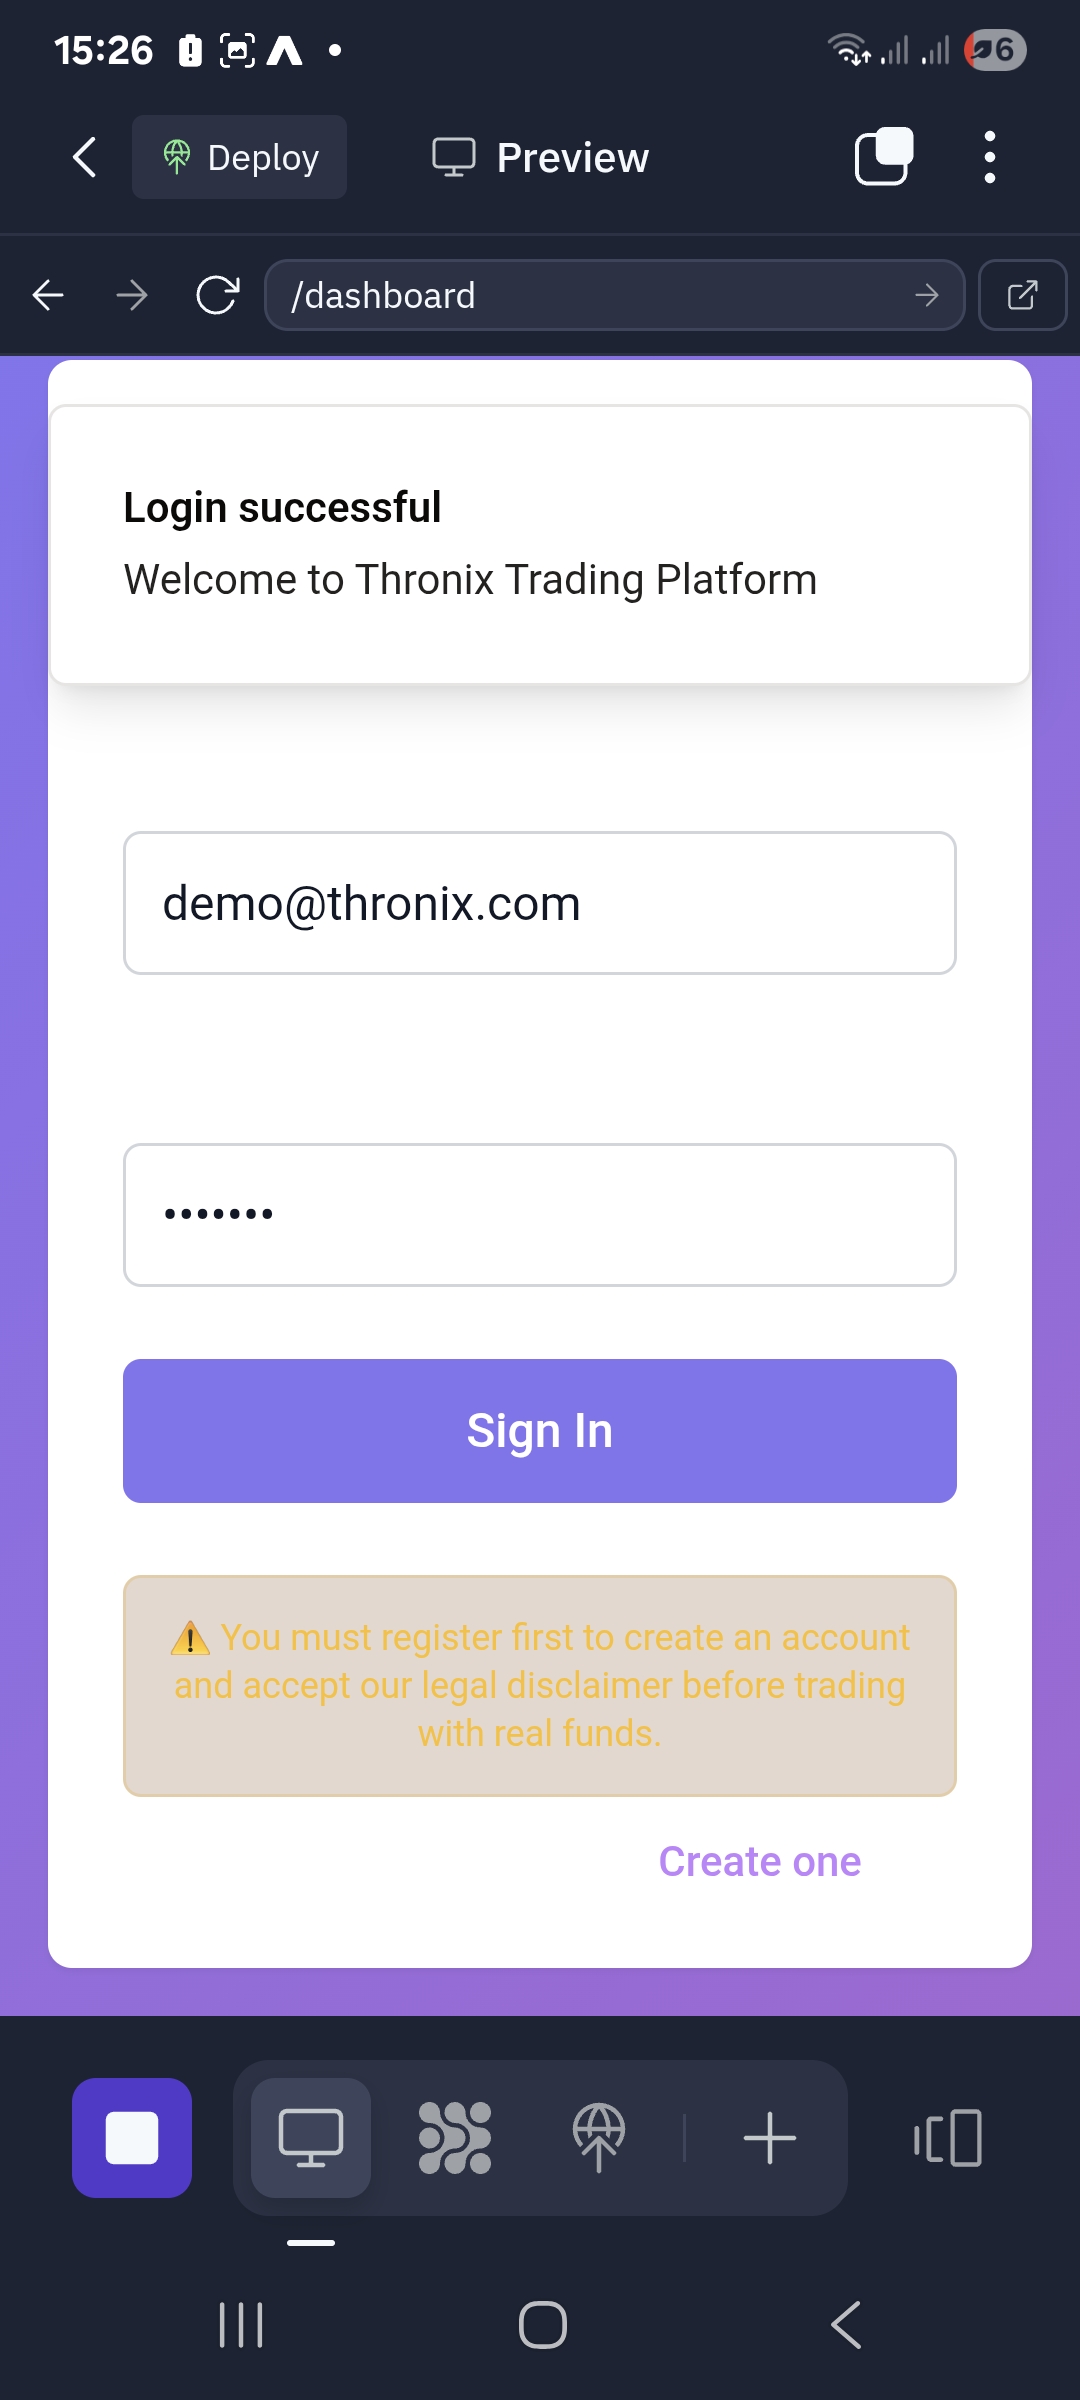 15:26
6
Deploy
Preview
/dashboard
Login successful
Welcome to Thronix Trading Platform
demo@thronix.com
•••••••
Sign In
⚠️ You must register first to create an account
and accept our legal disclaimer before trading
with real funds.
Create one